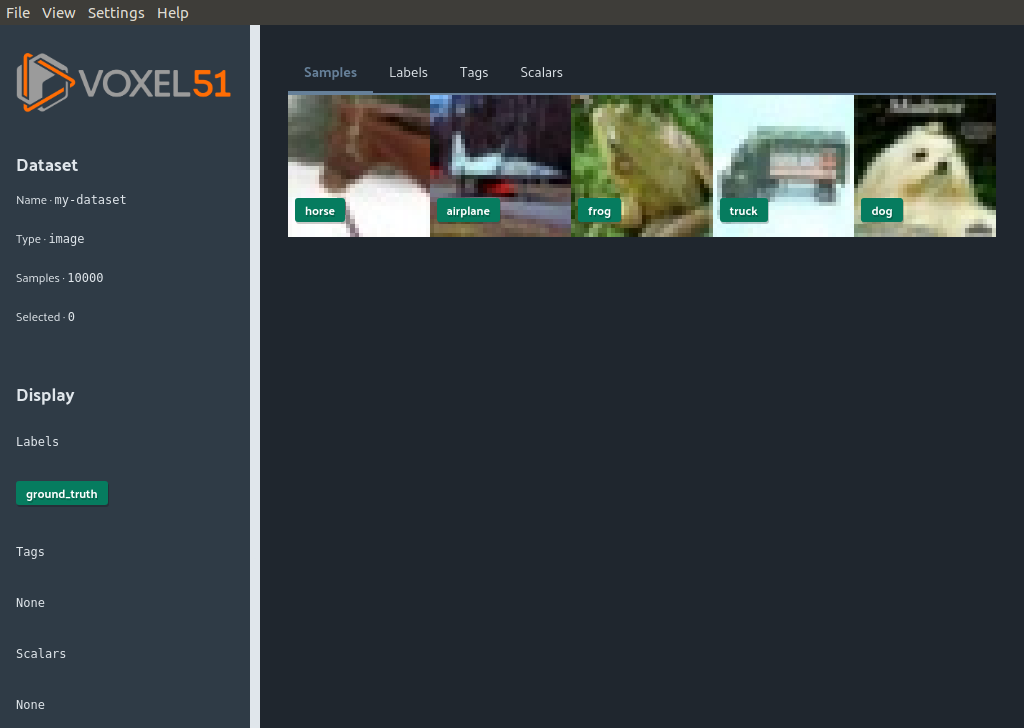 File View Settings Help
VOXEL51
Dataset
Name · my-dataset
Type · image
Samples · 10000
Selected · 0
Display
Labels
ground_truth
Tags
None
Scalars
None
Samples Labels Tags Scalars
horse airplane frog truck dog